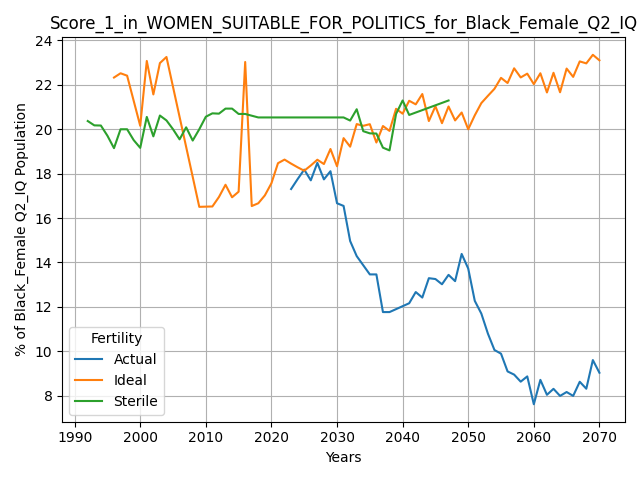 Score_1_in_WOMEN_SUITABLE_FOR_POLITICS_for_Black_Female_Q2_IQ
24
22
20
18
16
14
12
10
8
% of Black_Female Q2_IQ Population
Fertility
Actual
Ideal
Sterile
1990 2000 2010 2020 2030 2040 2050 2060 2070
Years